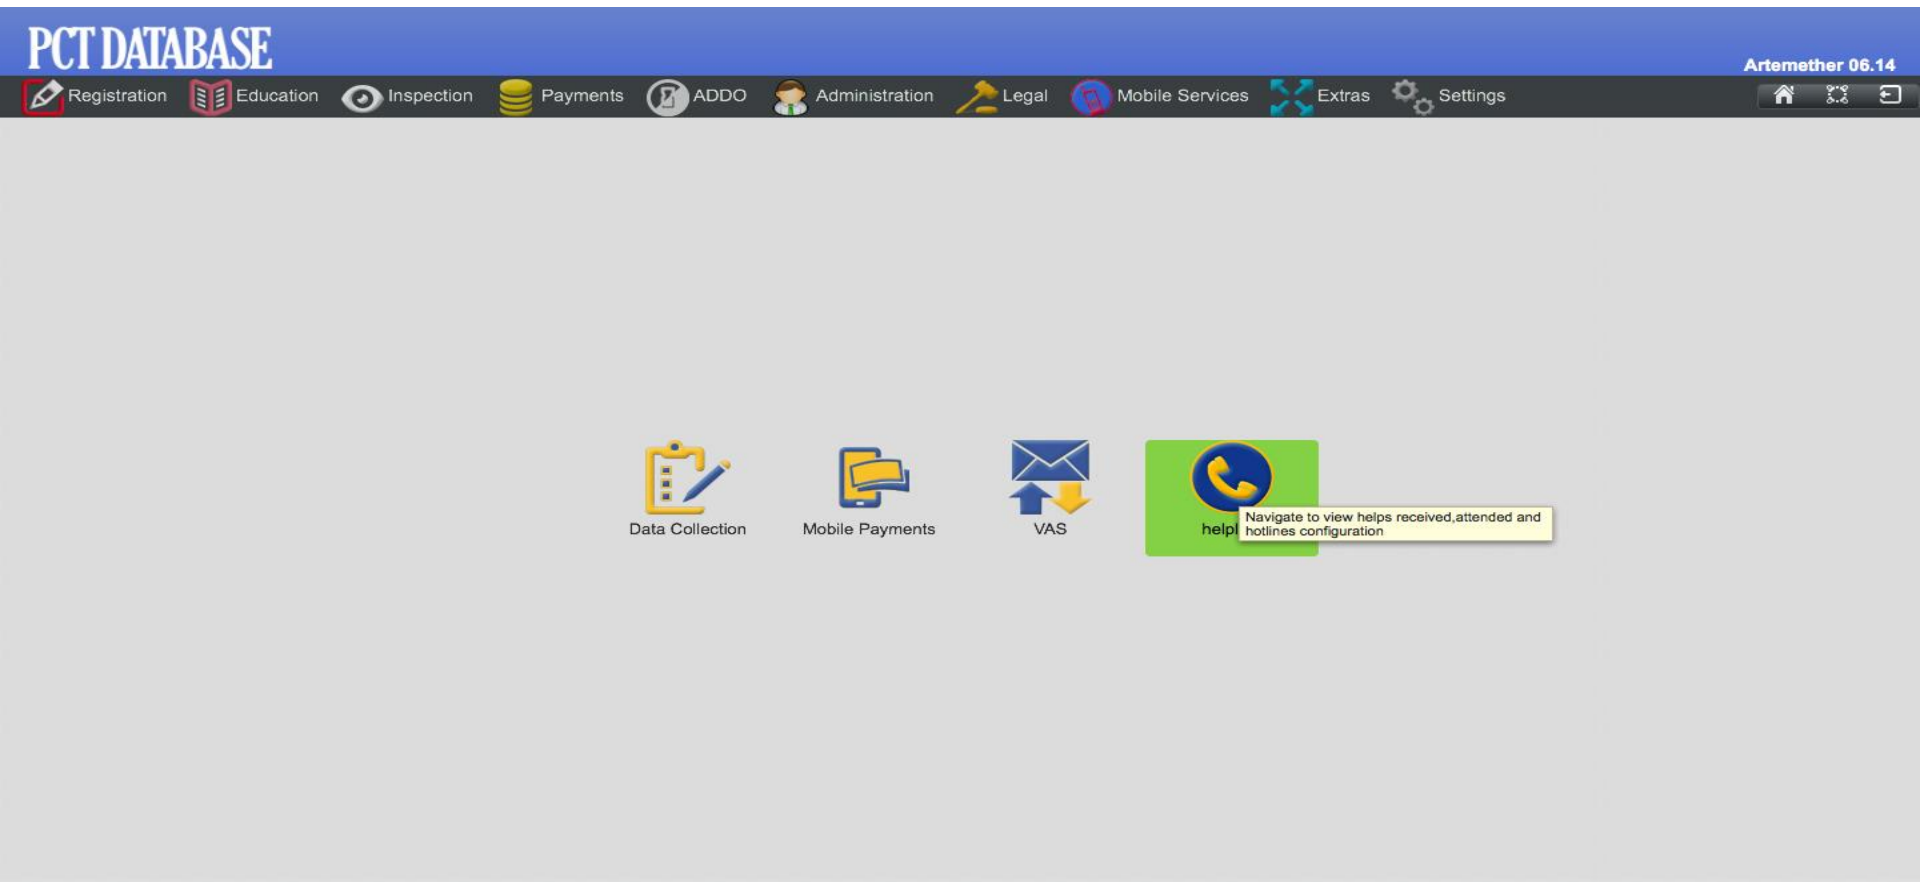 PCT DATABASE
Artemether 06.14
Registration Education Inspection Payments ADDO Administration Legal Mobile Services Extras Settings
Data Collection Mobile Payments VAS helpl
Navigate to view helps received,attended and
hotlines configuration